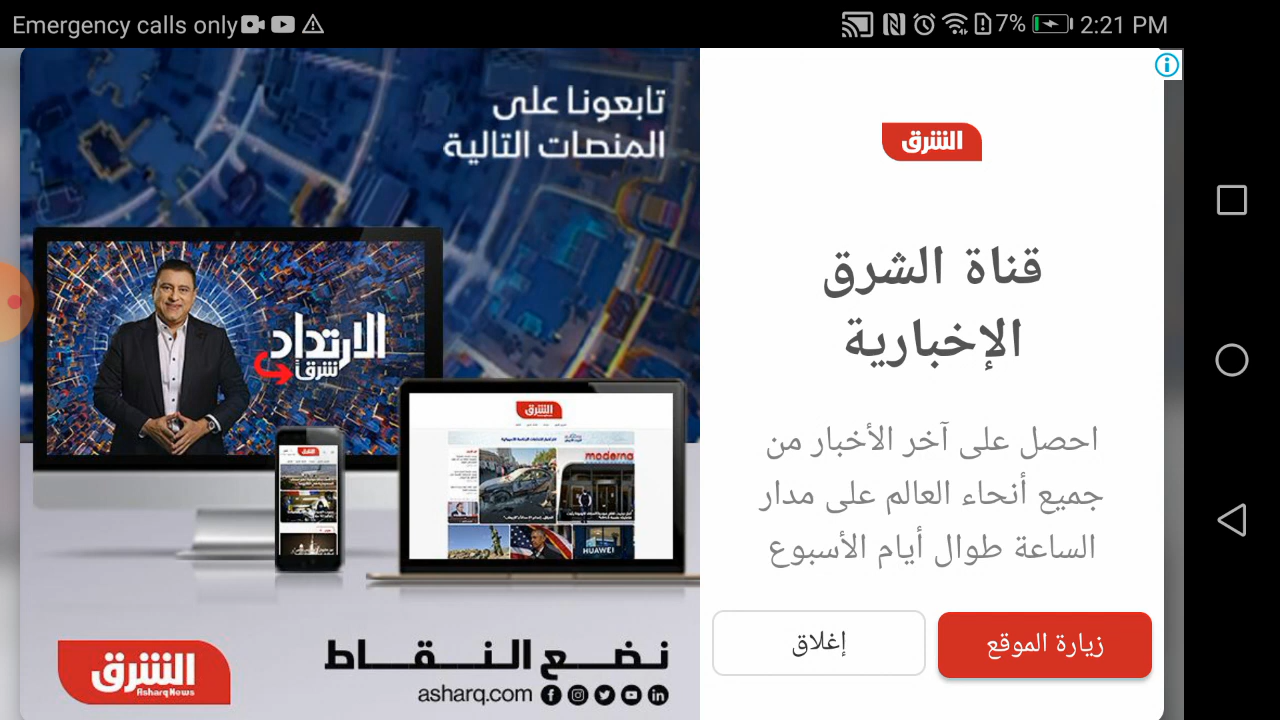 Emergency calls only
7% 2:21 PM
تابعونا على
المنصات التالية
الارتداد
شرقاً
الشرق
moderna
HUAWEI
الشرق
Asharq News
نضع النقاط
asharq.com
الشرق
قناة الشرق
الإخبارية
احصل على آخر الأخبار من
جميع أنحاء العالم على مدار
الساعة طوال أيام الأسبوع
زيارة الموقع
إغلاق